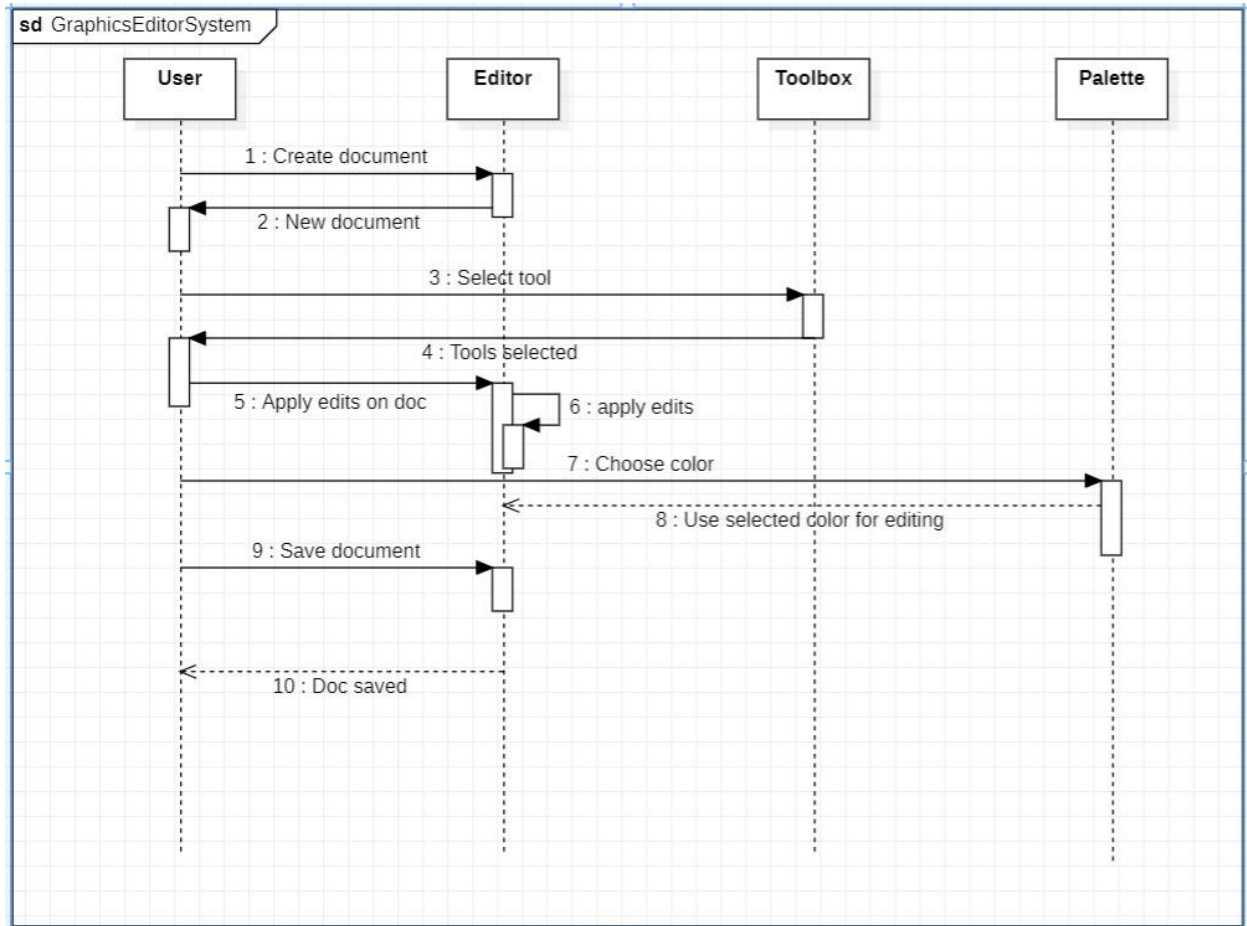 sd GraphicsEditorSystem
User
Editor
Toolbox
Palette
1 : Create document
2 : New document
3 : Select tool
4 : Tools selected
5 : Apply edits on doc
6 : apply edits
7 : Choose color
8 : Use selected color for editing
9 : Save document
10 : Doc saved